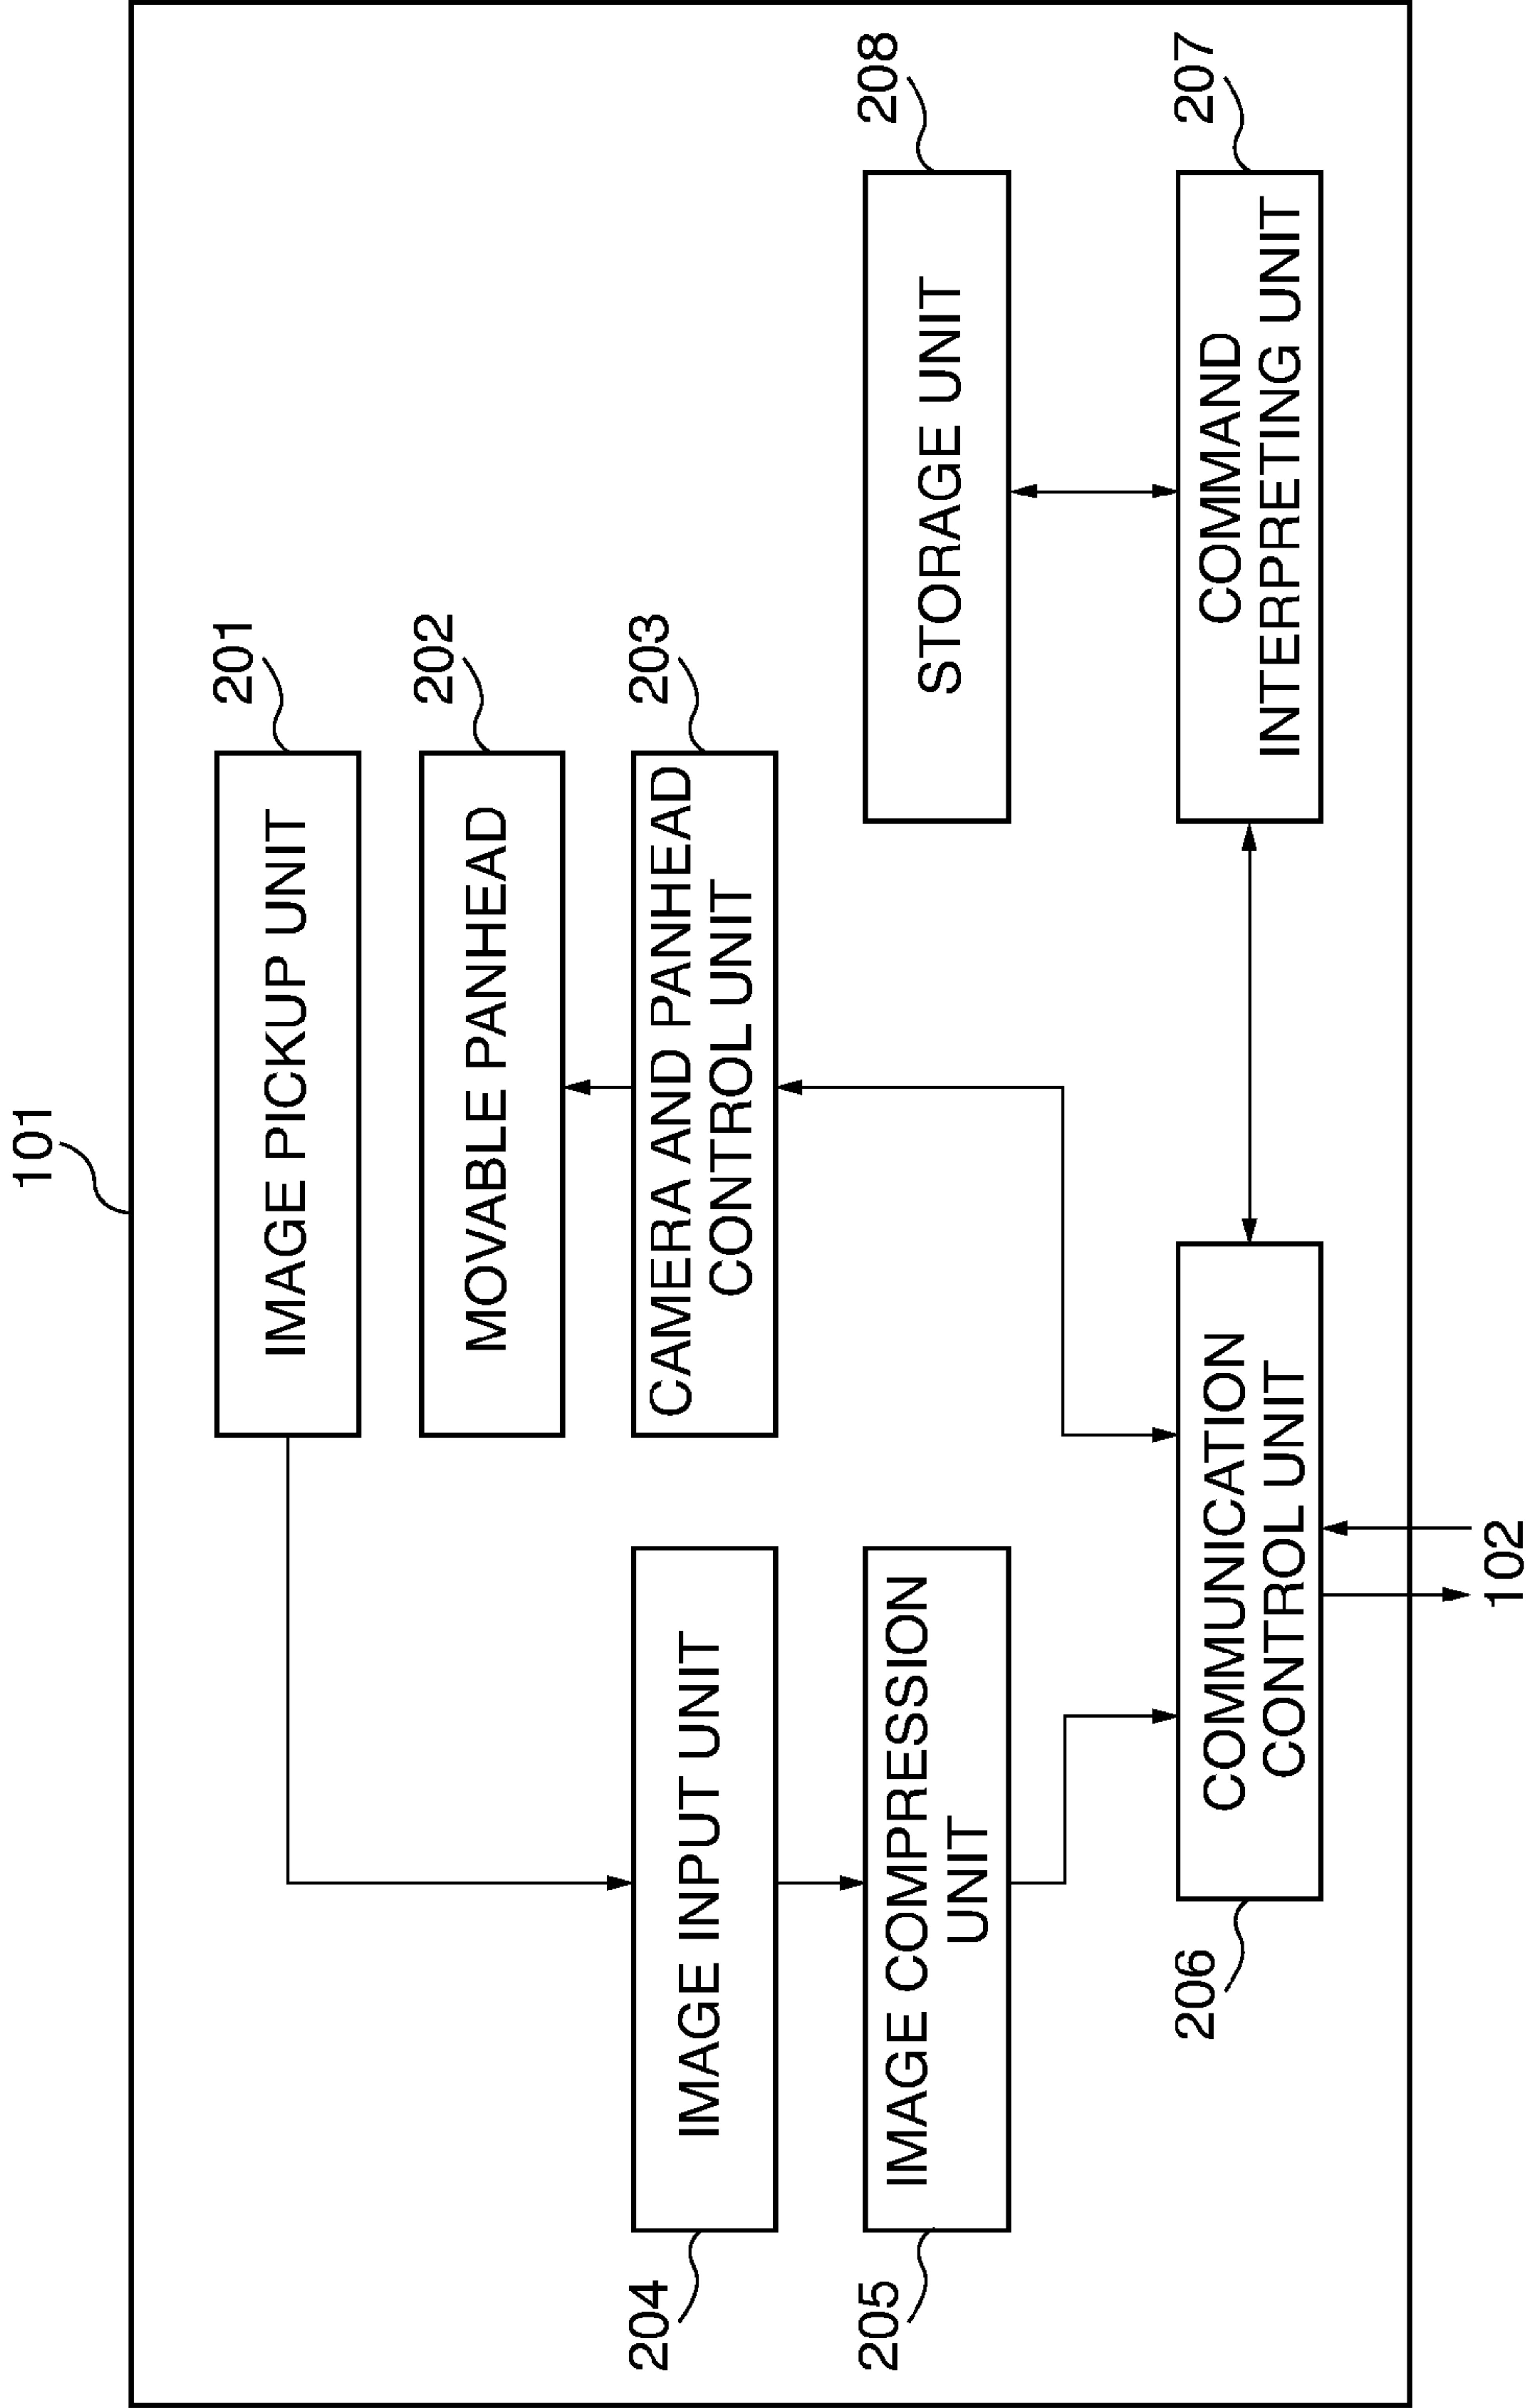 101
IMAGE PICKUP UNIT
201
MOVABLE PANHEAD
202
204
IMAGE INPUT UNIT
CAMERA AND PANHEAD
CONTROL UNIT
203
205
IMAGE COMPRESSION
UNIT
STORAGE UNIT
208
206
COMMUNICATION
CONTROL UNIT
COMMAND
INTERPRETING UNIT
207
102